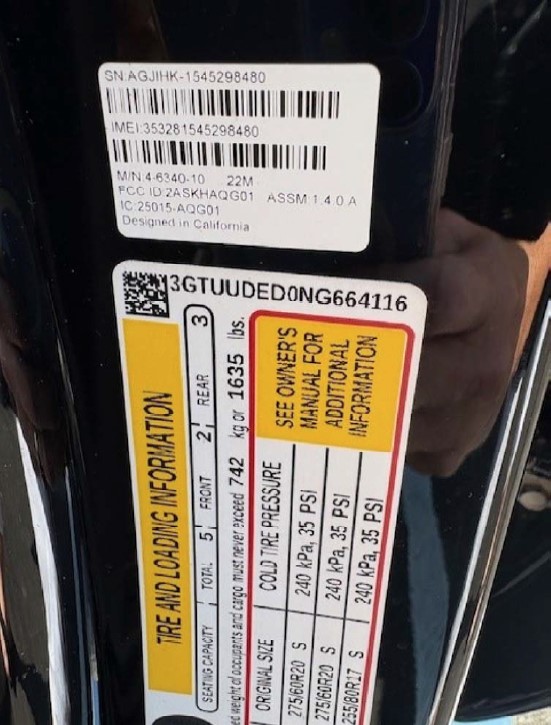 SN:AGJIHK-1545298480
IMEI:353281545298480
M/N:4-6340-10 22M
FCC ID:2ASKHAQG01 ASSM:1.4.0 A
IC:25015-AQG01
Designed in California
3GTUUDED0NG664116
TIRE AND LOADING INFORMATION
SEATING CAPACITY TOTAL 5 FRONT 2 REAR 3
weight of occupants and cargo must never exceed 742 kg or 1635 lbs.
ORIGINAL SIZE COLD TIRE PRESSURE
275/60R20 S 240 kPa, 35 PSI
275/60R20 S 240 kPa, 35 PSI
255/80R17 S 240 kPa, 35 PSI
SEE OWNER'S
MANUAL FOR
ADDITIONAL
INFORMATION